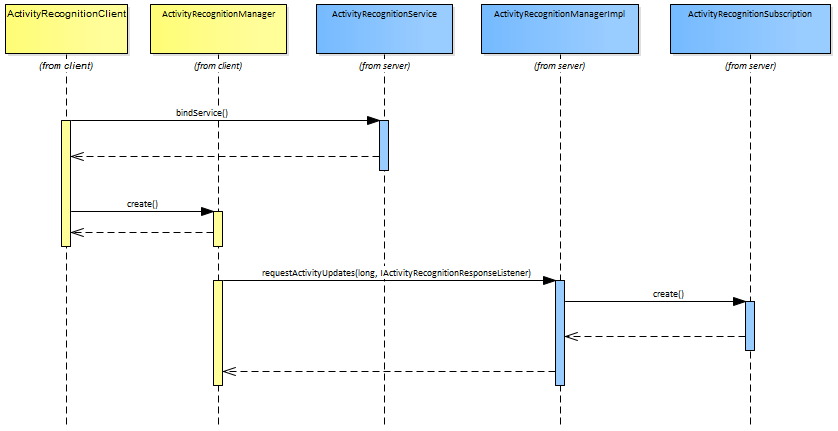 ActivityRecognitionClient
ActivityRecognitionManager
ActivityRecognitionService
ActivityRecognitionManagerImpl
ActivityRecognitionSubscription
(from client)
(from client)
(from server)
(from server)
(from server)
bindService()
create()
requestActivityUpdates(long, IActivityRecognitionResponseListener)
create()